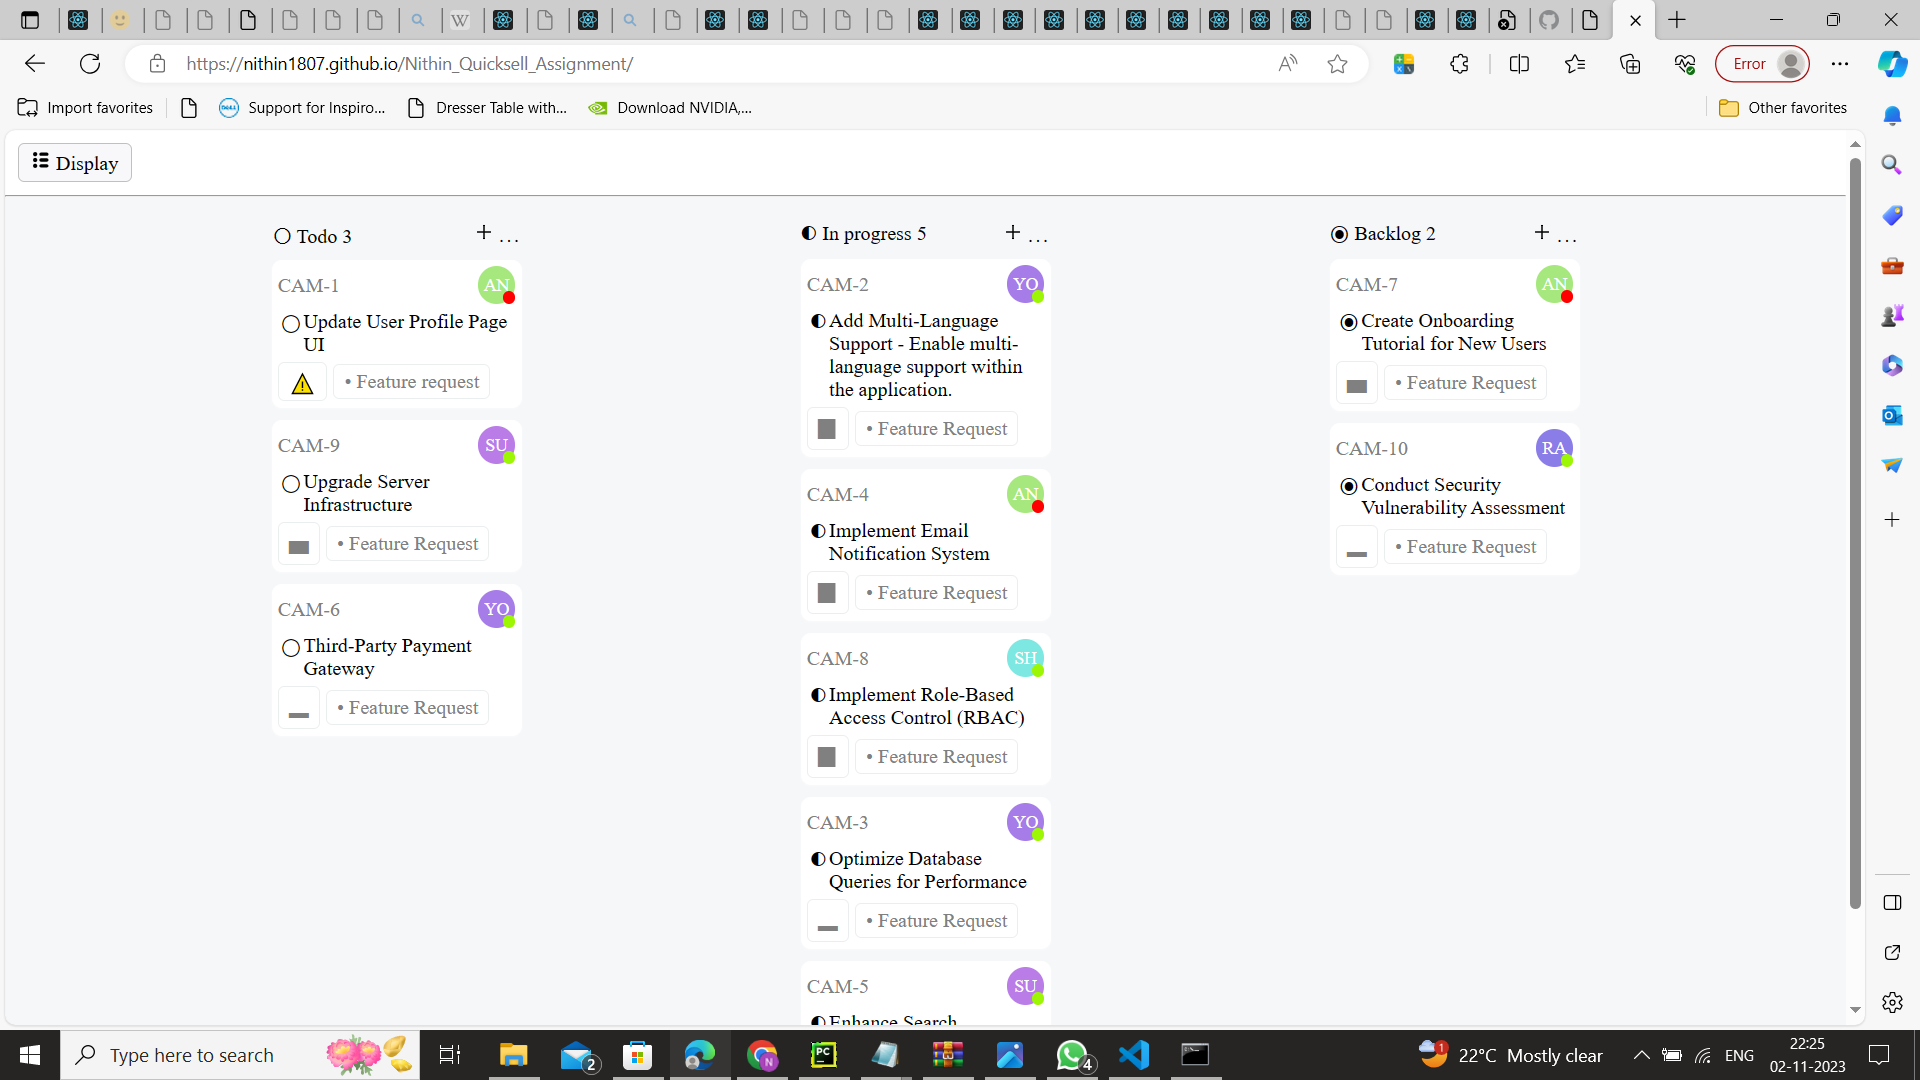 https://nithin1807.github.io/Nithin_Quicksell_Assignment/
Error
Import favorites
Support for Inspiro...
Dresser Table with...
Download NVIDIA,...
Other favorites
Display
Todo 3
+ ...
CAM-1
AN
Update User Profile Page
UI
• Feature request
CAM-9
SU
Upgrade Server
Infrastructure
• Feature Request
CAM-6
YO
Third-Party Payment
Gateway
• Feature Request
In progress 5
+ ...
CAM-2
YO
Add Multi-Language
Support - Enable multi-
language support within
the application.
• Feature Request
CAM-4
AN
Implement Email
Notification System
• Feature Request
CAM-8
SH
Implement Role-Based
Access Control (RBAC)
• Feature Request
CAM-3
YO
Optimize Database
Queries for Performance
• Feature Request
CAM-5
SU
Enhance Search
Backlog 2
+ ...
CAM-7
AN
Create Onboarding
Tutorial for New Users
• Feature Request
CAM-10
RA
Conduct Security
Vulnerability Assessment
• Feature Request
Type here to search
2
N
PC
4
1
22°C Mostly clear
ENG
22:25
02-11-2023